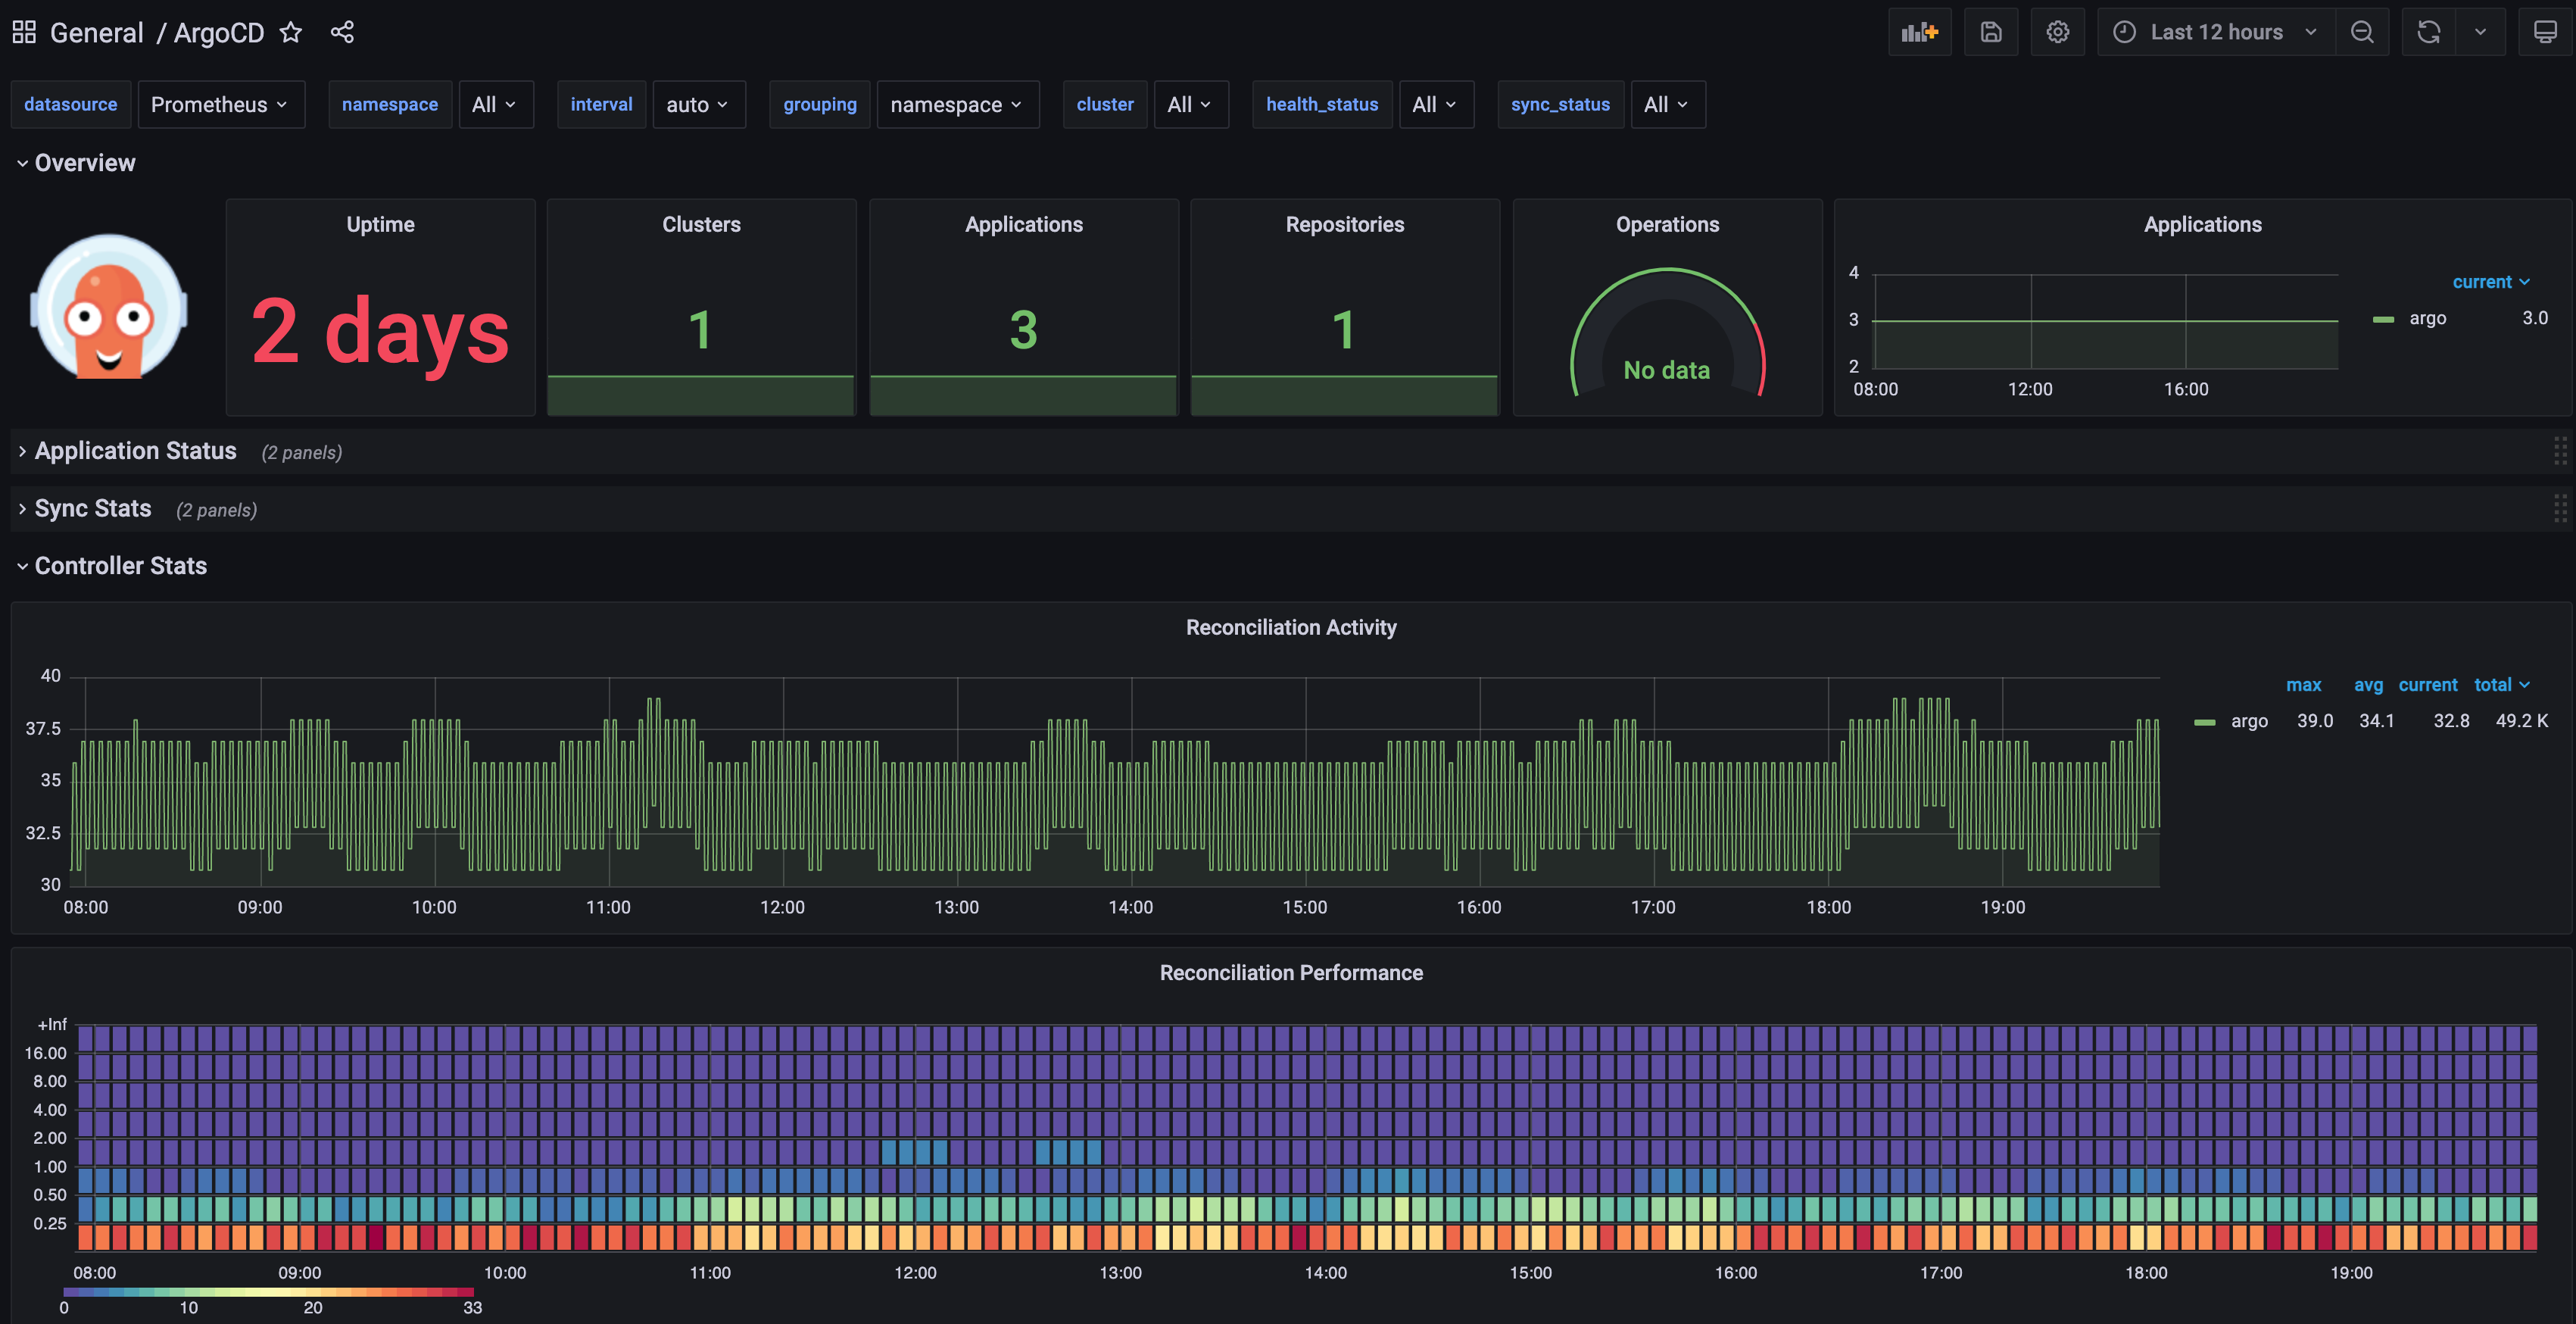 General / ArgoCD
Last 12 hours
datasource Prometheus namespace All interval auto grouping namespace cluster All health_status All sync_status All
Overview
Uptime
2 days
Clusters
1
Applications
3
Repositories
1
Operations
No data
Applications
4
3
2
08:00 12:00 16:00
current
argo 3.0
Application Status (2 panels)
Sync Stats (2 panels)
Controller Stats
Reconciliation Activity
40
37.5
35
32.5
30
08:00 09:00 10:00 11:00 12:00 13:00 14:00 15:00 16:00 17:00 18:00 19:00
max avg current total
argo 39.0 34.1 32.8 49.2 K
Reconciliation Performance
+Inf
16.00
8.00
4.00
2.00
1.00
0.50
0.25
08:00 09:00 10:00 11:00 12:00 13:00 14:00 15:00 16:00 17:00 18:00 19:00
0 10 20 33